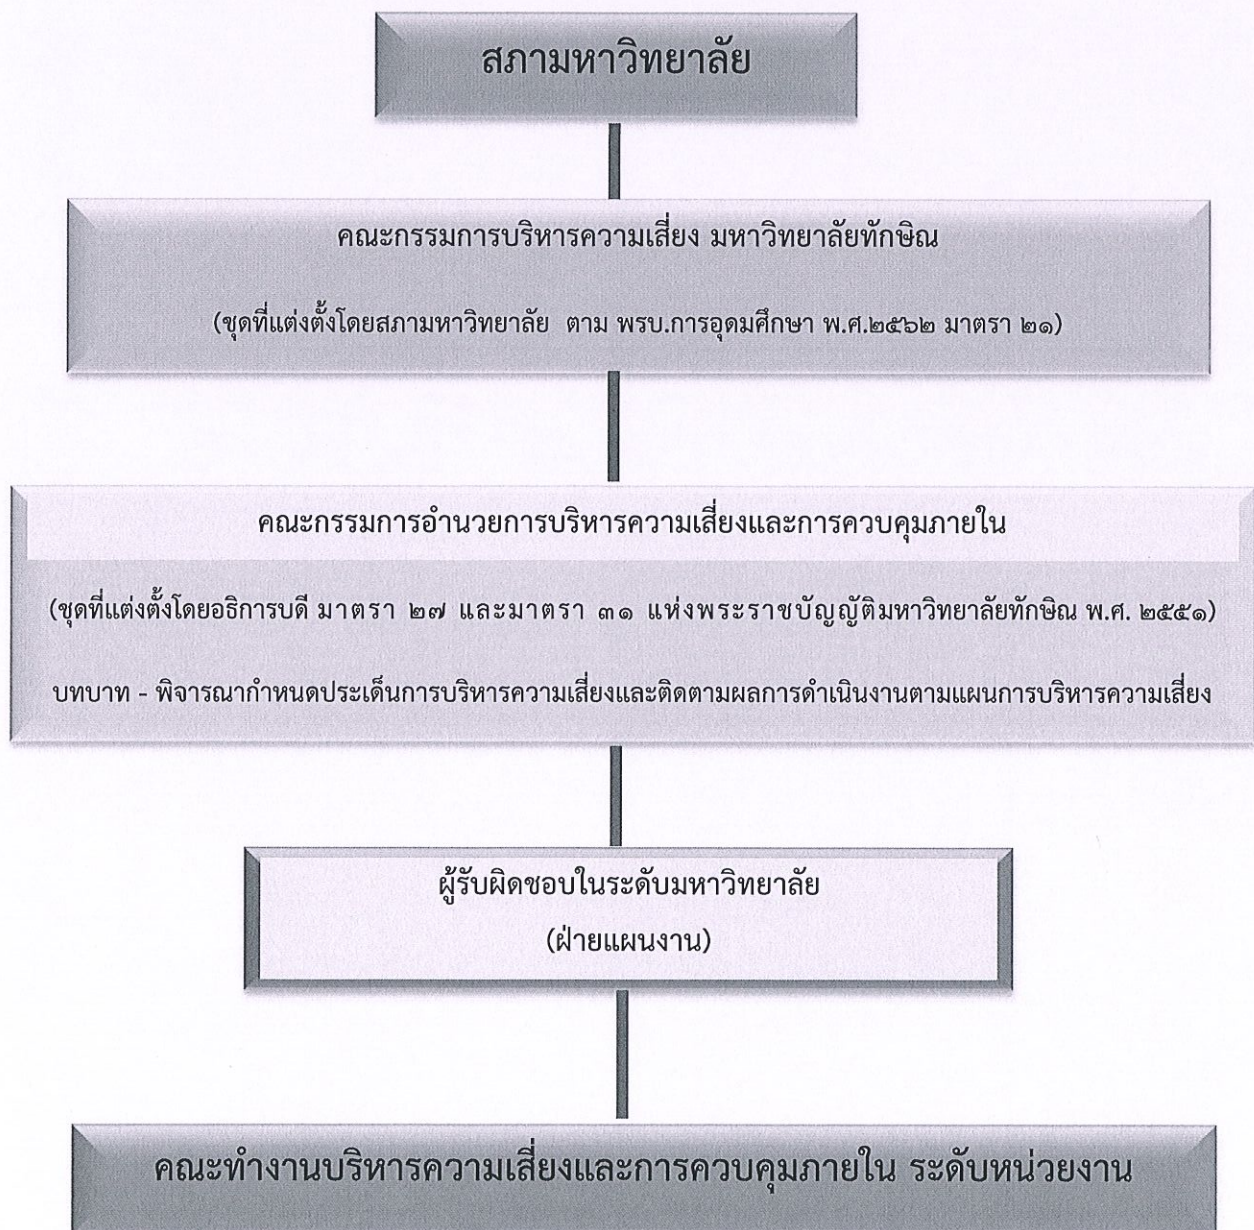 สภามหาวิทยาลัย
คณะกรรมการบริหารความเสี่ยง มหาวิทยาลัยทักษิณ
(ชุดที่แต่งตั้งโดยสภามหาวิทยาลัย ตาม พรบ.การอุดมศึกษา พ.ศ.๒๕๖๒ มาตรา ๒๑)
คณะกรรมการอำนวยการบริหารความเสี่ยงและการควบคุมภายใน
(ชุดที่แต่งตั้งโดยอธิการบดี มาตรา ๒๗ และมาตรา ๓๑ แห่งพระราชบัญญัติมหาวิทยาลัยทักษิณ พ.ศ. ๒๕๕๑)
บทบาท - พิจารณากำหนดประเด็นการบริหารความเสี่ยงและติดตามผลการดำเนินงานตามแผนการบริหารความเสี่ยง
ผู้รับผิดชอบในระดับมหาวิทยาลัย
(ฝ่ายแผนงาน)
คณะทำงานบริหารความเสี่ยงและการควบคุมภายใน ระดับหน่วยงาน